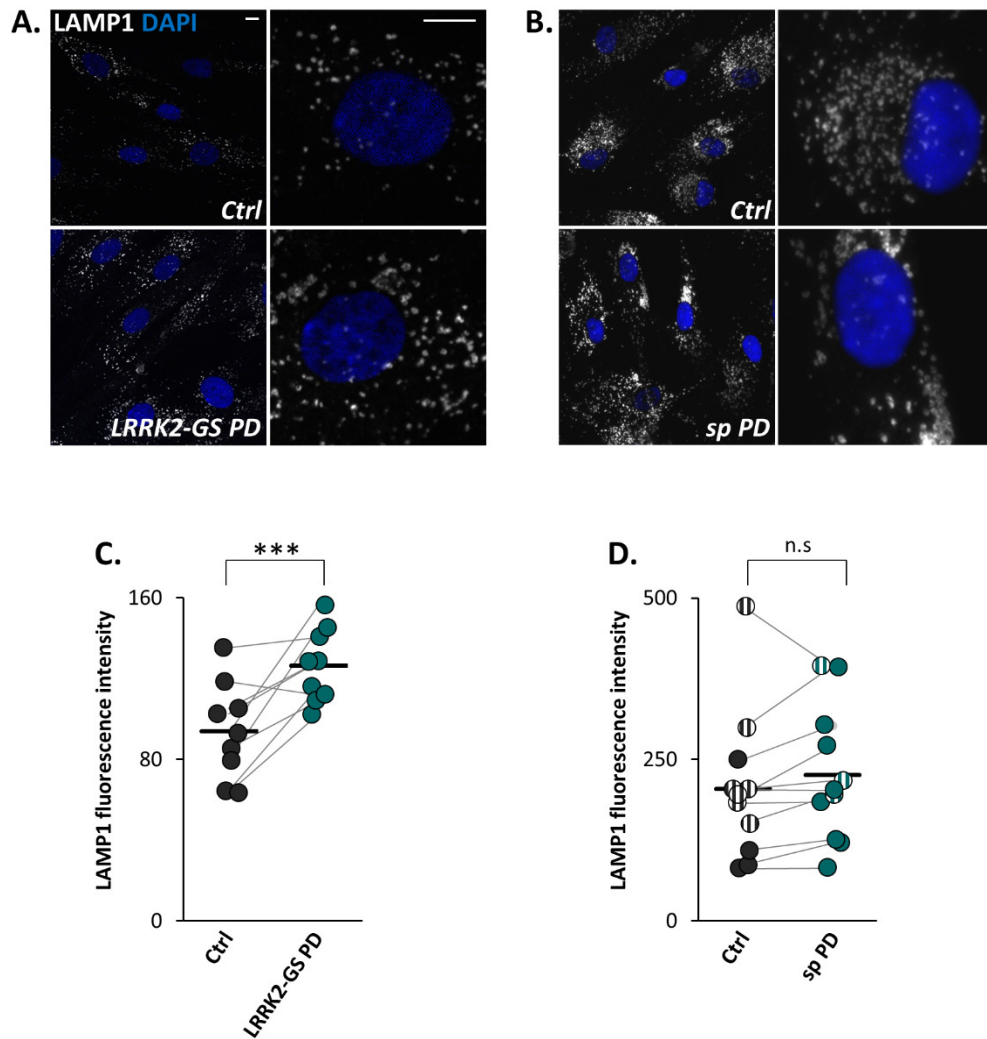 A. LAMP1 DAPI
Ctrl
LRRK2-GS PD
B.
Ctrl
sp PD
C.
***
LAMP1 fluorescence intensity
160
80
0
Ctrl
LRRK2-GS PD
D.
n.s
LAMP1 fluorescence intensity
500
250
0
Ctrl
sp PD